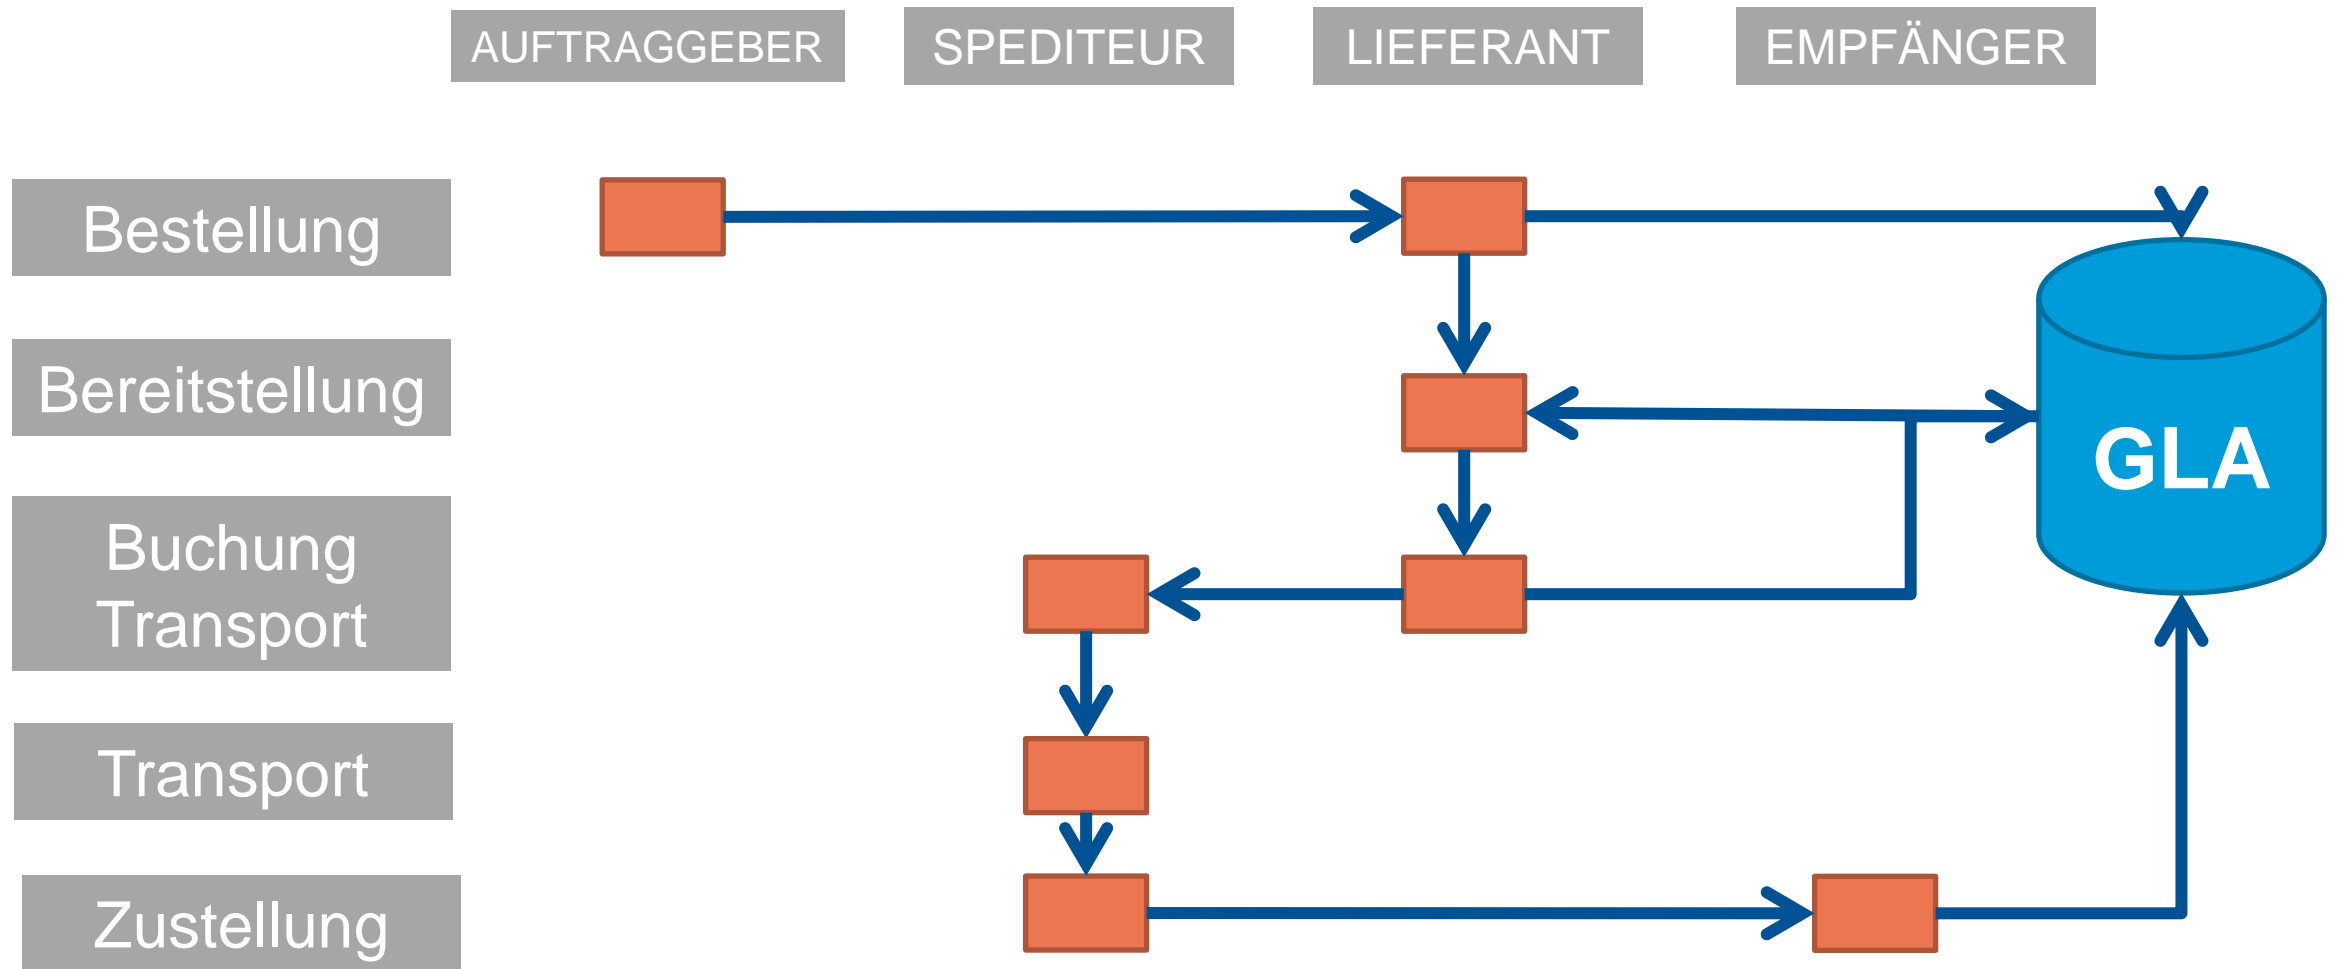 AUFTRAGGEBER
SPEDITEUR
LIEFERANT
EMPFÄNGER
Bestellung
Bereitstellung
GLA
Buchung
Transport
Transport
Zustellung